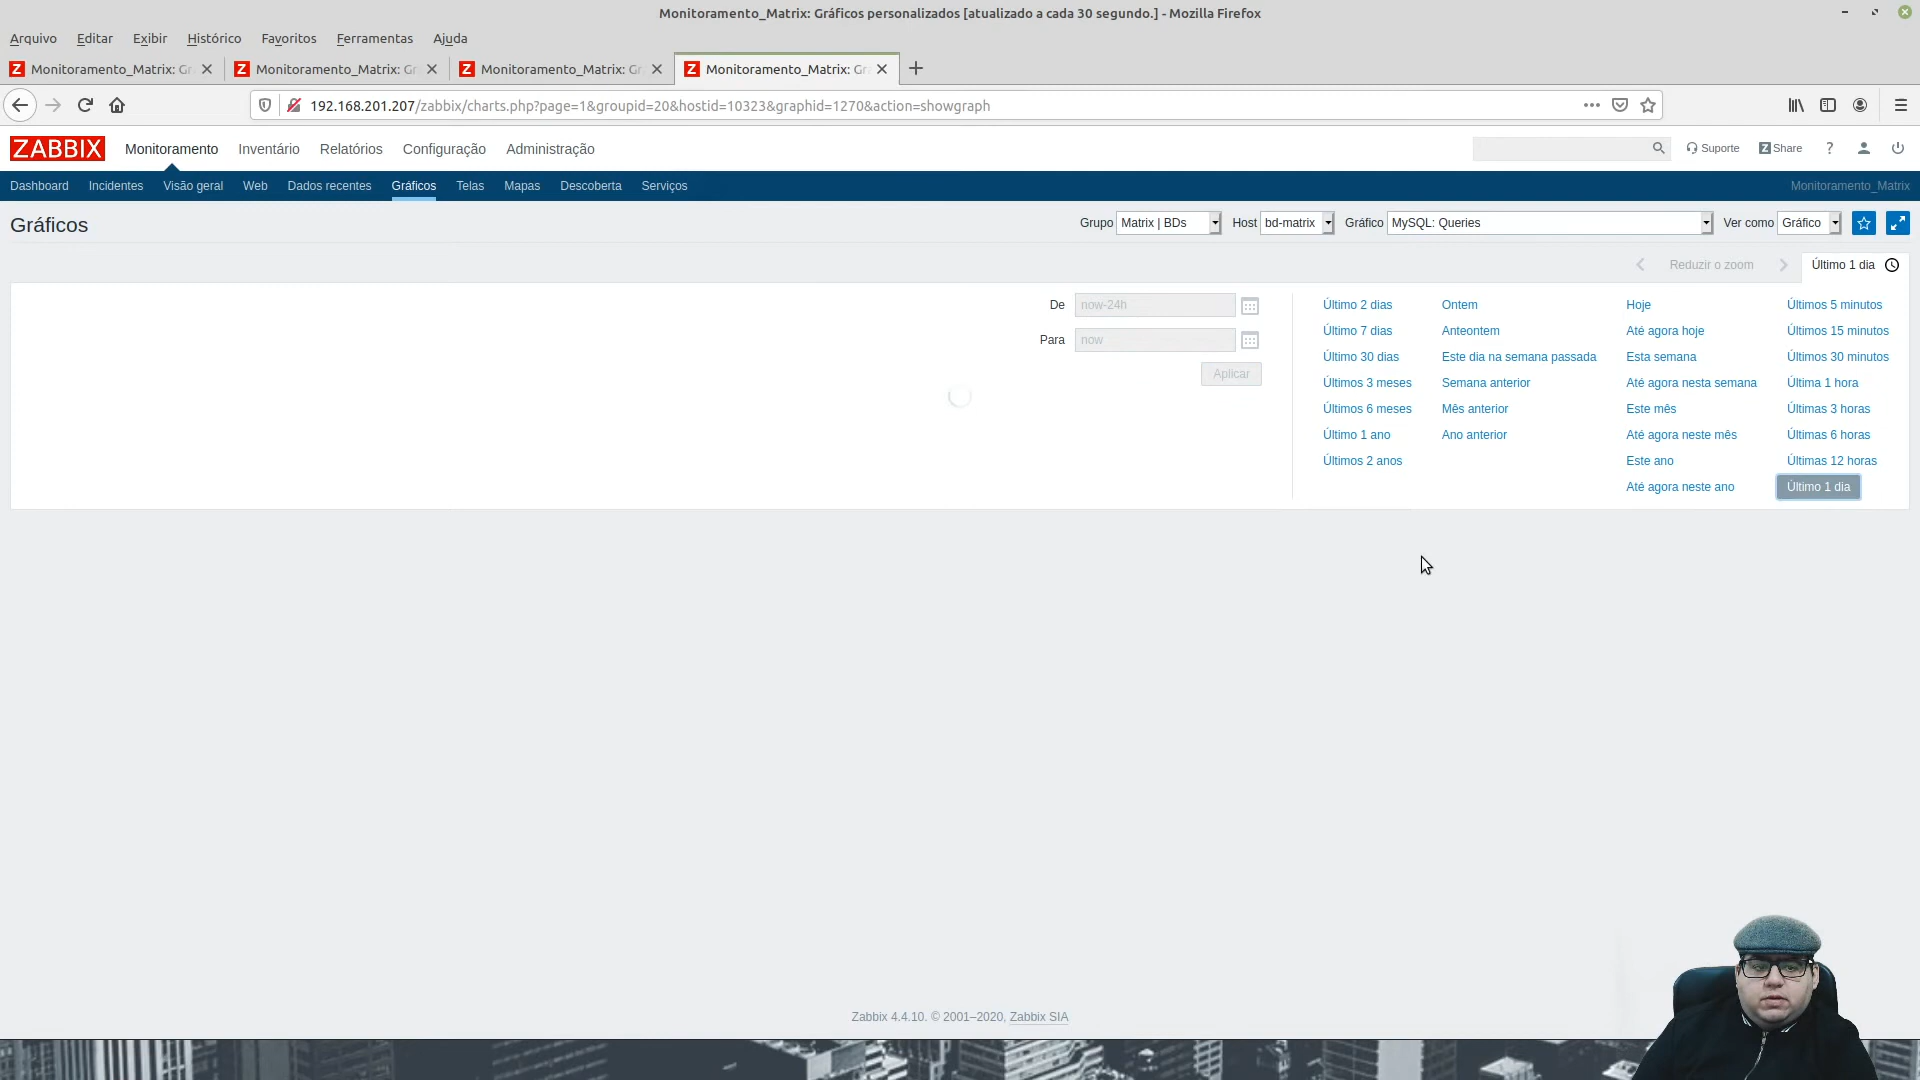 Monitoramento_Matrix: Gráficos personalizados [atualizado a cada 30 segundo.] - Mozilla Firefox
Arquivo Editar Exibir Histórico Favoritos Ferramentas Ajuda
Monitoramento_Matrix: Gr Monitoramento_Matrix: Gr Monitoramento_Matrix: Gr Monitoramento_Matrix: Gr
192.168.201.207/zabbix/charts.php?page=1&groupid=20&hostid=10323&graphid=1270&action=showgraph
ZABBIX Monitoramento Inventário Relatórios Configuração Administração Suporte Z Share ?
Dashboard Incidentes Visão geral Web Dados recentes Gráficos Telas Mapas Descoberta Serviços Monitoramento_Matrix
Gráficos Grupo Matrix | BDs Host bd-matrix Gráfico MySQL: Queries Ver como Gráfico
Reduzir o zoom Último 1 dia
De now-24h
Para now
Aplicar
Último 2 dias Ontem Hoje Últimos 5 minutos
Último 7 dias Anteontem Até agora hoje Últimos 15 minutos
Último 30 dias Este dia na semana passada Esta semana Últimos 30 minutos
Últimos 3 meses Semana anterior Até agora nesta semana Última 1 hora
Últimos 6 meses Mês anterior Este mês Últimas 3 horas
Último 1 ano Ano anterior Até agora neste mês Últimas 6 horas
Últimos 2 anos Este ano Últimas 12 horas
Até agora neste ano Último 1 dia
Zabbix 4.4.10. © 2001–2020, Zabbix SIA